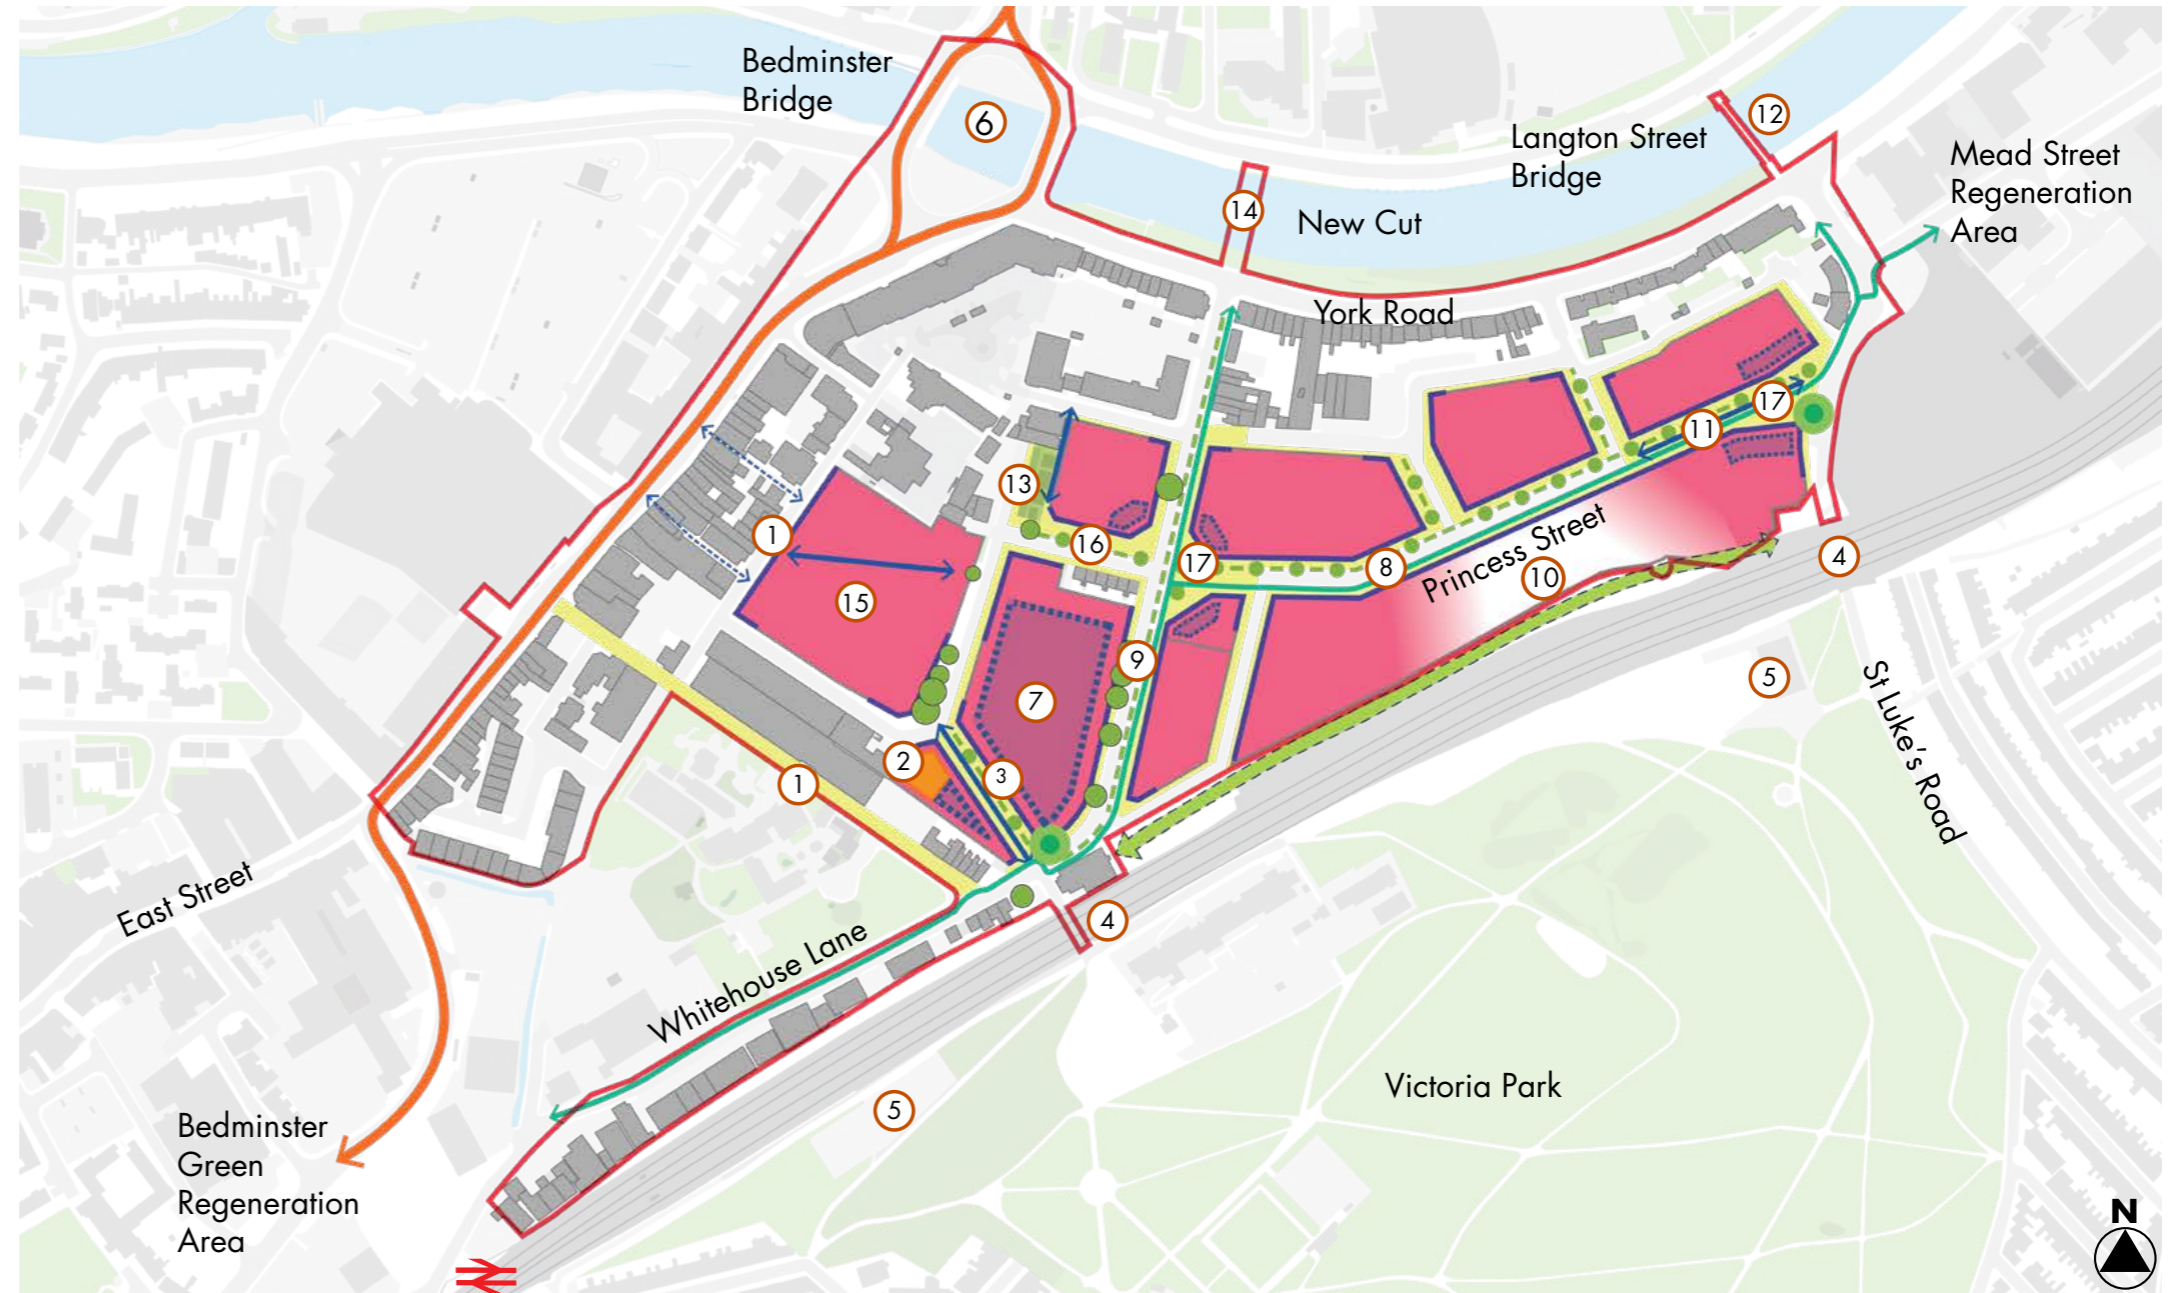 Bedminster
Bridge
6
12
Langton Street
Bridge
Mead Street
Regeneration
Area
14
New Cut
York Road
17
11
13
1
16
17
8
Princess Street
10
4
15
9
5
7
St Luke's Road
2
3
1
East Street
4
Whitehouse Lane
5
Victoria Park
Bedminster
Green
Regeneration
Area
N